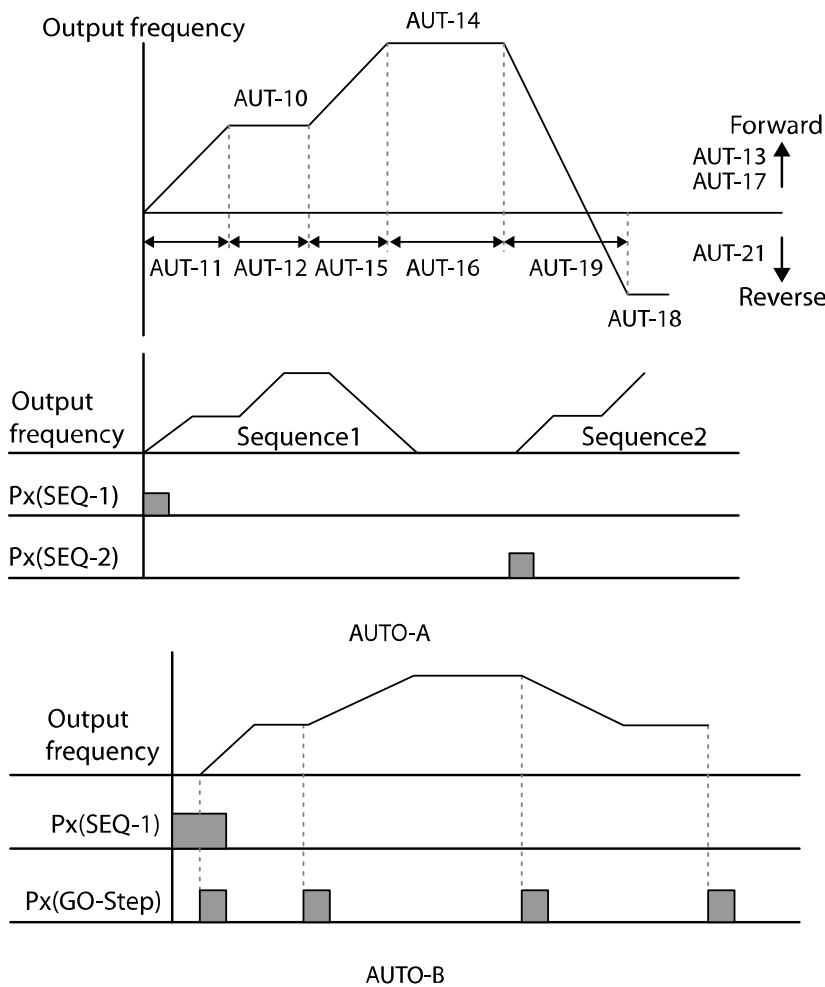 AUT-14
Output frequency
AUT-10
Forward
AUT-13
AUT-17
AUT-11
AUT-12
AUT-15
AUT-16
AUT-19
AUT-21
Reverse
AUT-18
Output
frequency
Sequence1
Sequence2
Px(SEQ-1)
Px(SEQ-2)
AUTO-A
Output
frequency
Px(SEQ-1)
Px(GO-Step)
AUTO-B